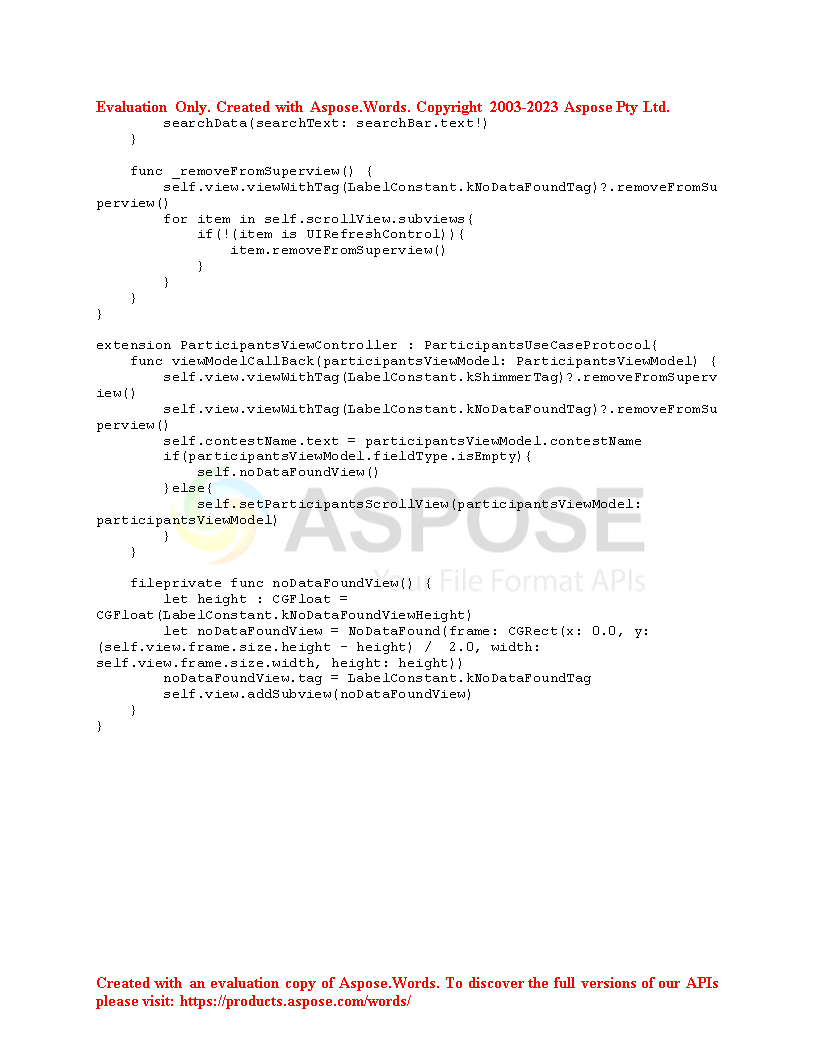 Evaluation Only. Created with Aspose.Words. Copyright 2003-2023 Aspose Pty Ltd.
        searchData(searchText: searchBar.text!)
    }

    func _removeFromSuperview() {
        self.view.viewWithTag(LabelConstant.kNoDataFoundTag)?.removeFromSu
perview()
        for item in self.scrollView.subviews{
            if(!(item is UIRefreshControl)){
                item.removeFromSuperview()
            }
        }
    }
}

extension ParticipantsViewController : ParticipantsUseCaseProtocol{
    func viewModelCallBack(participantsViewModel: ParticipantsViewModel) {
        self.view.viewWithTag(LabelConstant.kShimmerTag)?.removeFromSuperv
iew()
        self.view.viewWithTag(LabelConstant.kNoDataFoundTag)?.removeFromSu
perview()
        self.contestName.text = participantsViewModel.contestName
        if(participantsViewModel.fieldType.isEmpty){
            self.noDataFoundView()
        }else{
            self.setParticipantsScrollView(participantsViewModel:
participantsViewModel)
        }
    }
ASPOSE
Your File Format APIs

    fileprivate func noDataFoundView() {
        let height : CGFloat =
CGFloat(LabelConstant.kNoDataFoundViewHeight)
        let noDataFoundView = NoDataFound(frame: CGRect(x: 0.0, y:
(self.view.frame.size.height - height) /  2.0, width:
self.view.frame.size.width, height: height))
        noDataFoundView.tag = LabelConstant.kNoDataFoundTag
        self.view.addSubview(noDataFoundView)
    }
}
Created with an evaluation copy of Aspose.Words. To discover the full versions of our APIs
please visit: https://products.aspose.com/words/